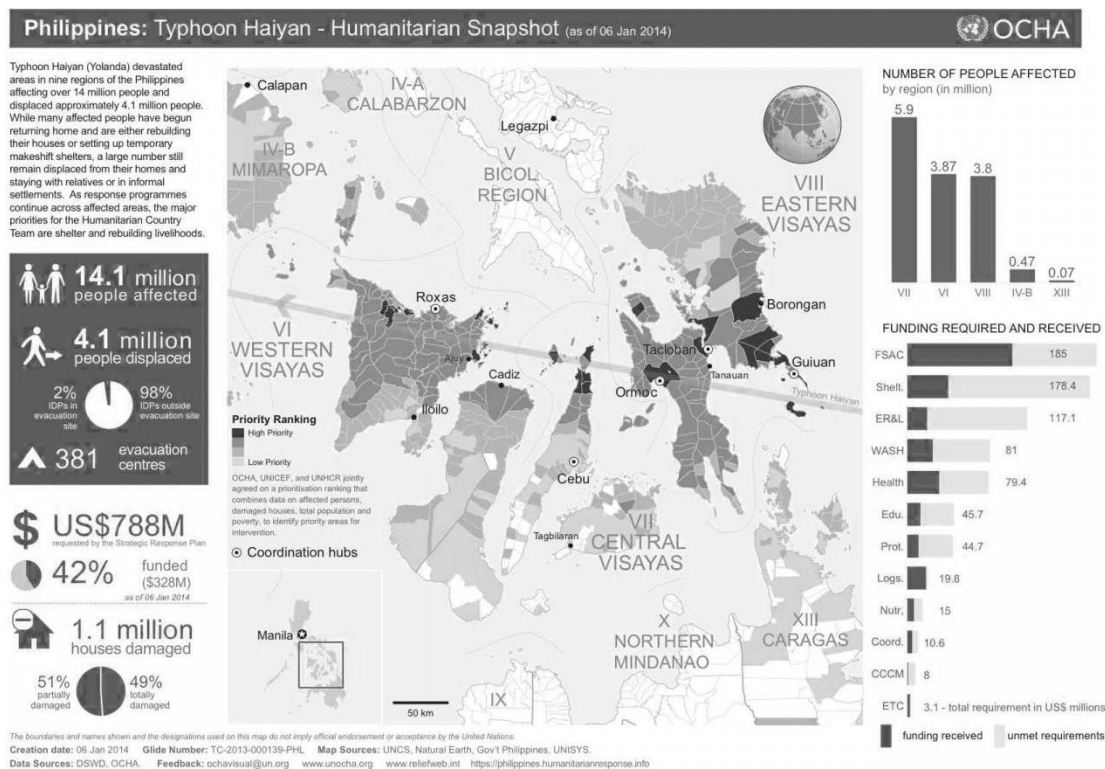 Philippines: Typhoon Haiyan - Humanitarian Snapshot (as of 06 Jan 2014)
OCHA
Typhoon Haiyan (Yolanda) devastated
areas in nine regions of the Philippines
affecting over 14 million people and
displaced approximately 4.1 million people.
While many affected people have begun
returning home and are either rebuilding
their houses or setting up temporary
makeshift shelters, a large number still
remain displaced from their homes and
staying with relatives or in informal
settlements. As response programmes
continue across affected areas, the major
priorities for the Humanitarian Country
Team are shelter and rebuilding livelihoods.
14.1 million
people affected
4.1 million
people displaced
2%
IDPs in
evacuation
site
98%
IDPs outside
evacuation site
381 evacuation
centres
US$788M
requested by the Strategic Response Plan
42% funded
($328M)
as of 06 Jan 2014
1.1 million
houses damaged
51%
partially
damaged
49%
totally
damaged
Calapan
IV-A
CALABARZON
Legazpi
IV-B
MIMAROPA
V
BICOL
REGION
VIII
EASTERN
VISAYAS
Roxas
Borongan
VI
WESTERN
VISAYAS
Ajuy
Tacloban
Guiuan
Cadiz
Tanauan
Ormoc
Typhoon Haiyan
Iloilo
Priority Ranking
High Priority
Low Priority
OCHA, UNICEF, and UNHCR jointly
agreed on a prioritisation ranking that
combines data on affected persons,
damaged houses, total population and
poverty, to identify priority areas for
intervention.
Coordination hubs
Cebu
Tagbilaran
VII
CENTRAL
VISAYAS
Manila
X
NORTHERN
MINDANAO
XIII
CARAGAS
IX
50 km
NUMBER OF PEOPLE AFFECTED
by region (in million)
5.9
3.87
3.8
0.47
0.07
VII
VI
VIII
IV-B
XIII
FUNDING REQUIRED AND RECEIVED
FSAC 185
Shelt. 178.4
ER&L 117.1
WASH 81
Health 79.4
Edu. 45.7
Prot. 44.7
Logs. 19.8
Nutr. 15
Coord. 10.6
CCCM 8
ETC 3.1 - total requirement in US$ millions
funding received unmet requirements
The boundaries and names shown and the designations used on this map do not imply official endorsement or acceptance by the United Nations.
Creation date: 06 Jan 2014 Glide Number: TC-2013-000139-PHL Map Sources: UNCS, Natural Earth, Gov't Philippines, UNISYS.
Data Sources: DSWD, OCHA. Feedback: ochavisual@un.org www.unocha.org www.reliefweb.int https://philippines.humanitarianresponse.info